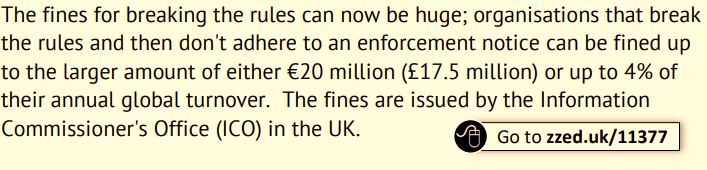 The fines for breaking the rules can now be huge; organisations that break
the rules and then don't adhere to an enforcement notice can be fined up
to the larger amount of either €20 million (£17.5 million) or up to 4% of
their annual global turnover.  The fines are issued by the Information
Commissioner's Office (ICO) in the UK.
Go to zzed.uk/11377